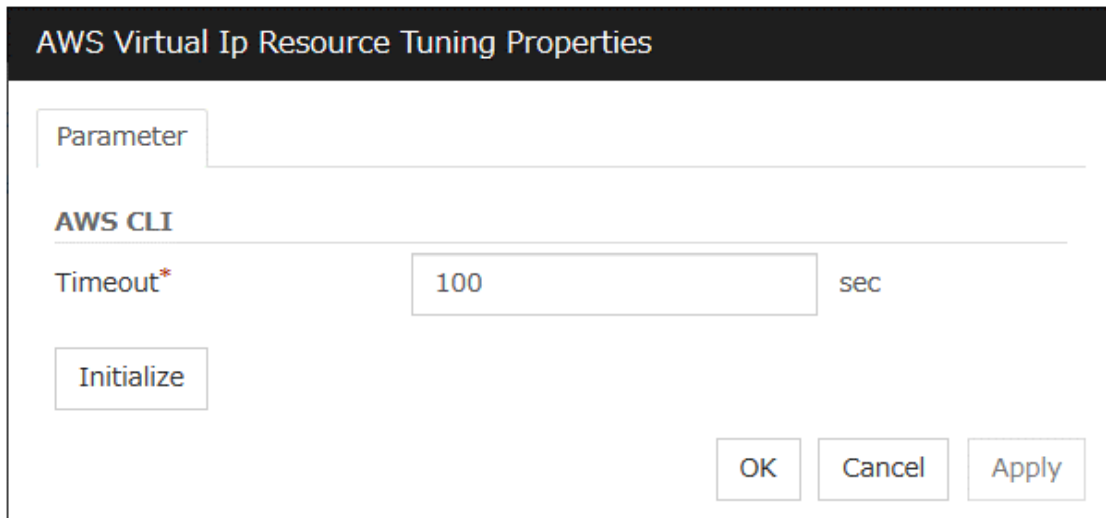 AWS Virtual Ip Resource Tuning Properties
Parameter
AWS CLI
Timeout* 100 sec
Initialize
OK Cancel Apply